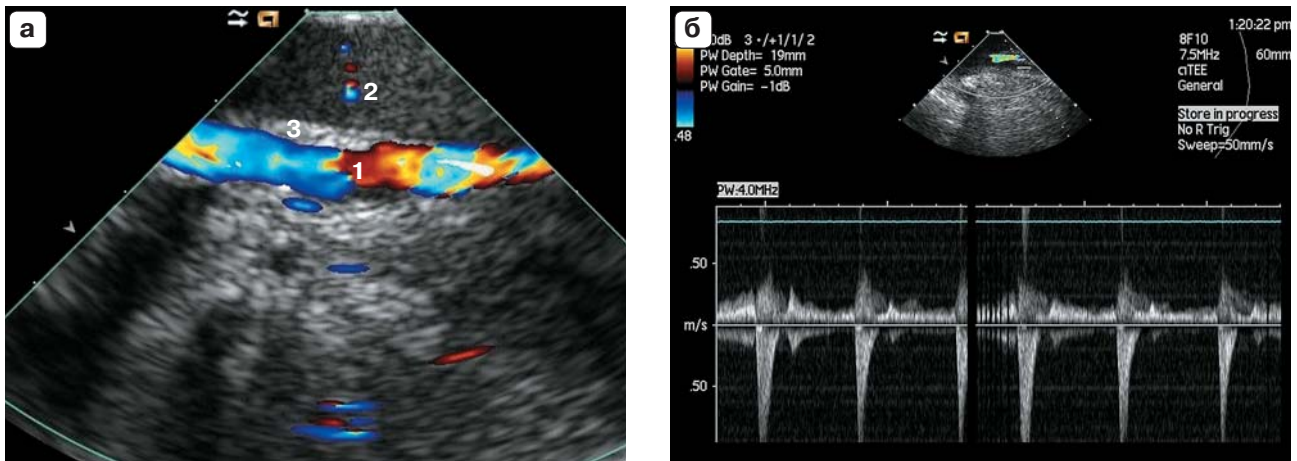 а
2
3
1
б
0dB 3 •/+1/1/ 2
PW Depth= 19mm
PW Gate= 5.0mm
PW Gain= −1dB
.48
1:20:22 pm
8F10
7.5MHz 60mm
General
Store in progress
No R Trig
Sweep=50mm/s
PW:4.0MHz
.50
m/s
.50